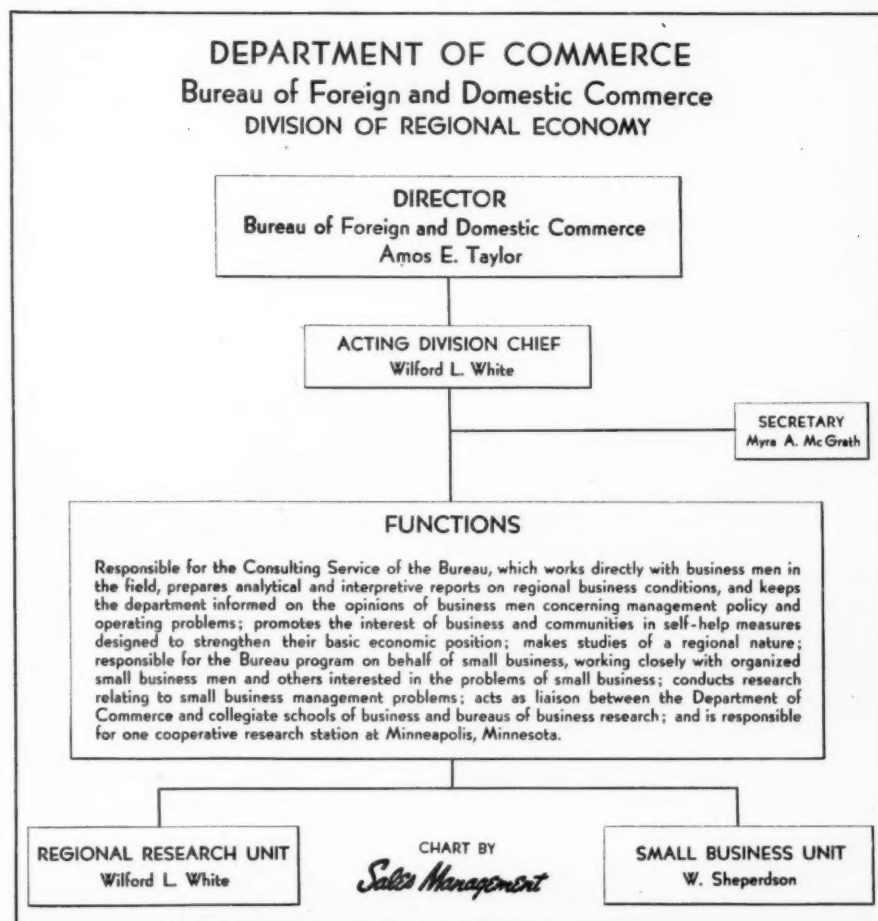 DEPARTMENT OF COMMERCE
Bureau of Foreign and Domestic Commerce
DIVISION OF REGIONAL ECONOMY
DIRECTOR
Bureau of Foreign and Domestic Commerce
Amos E. Taylor
ACTING DIVISION CHIEF
Wilford L. White
SECRETARY
Myra A. McGrath
FUNCTIONS
Responsible for the Consulting Service of the Bureau, which works directly with business men in
the field, prepares analytical and interpretive reports on regional business conditions, and keeps
the department informed on the opinions of business men concerning management policy and
operating problems; promotes the interest of business and communities in self-help measures
designed to strengthen their basic economic position; makes studies of a regional nature;
responsible for the Bureau program on behalf of small business, working closely with organized
small business men and others interested in the problems of small business; conducts research
relating to small business management problems; acts as liaison between the Department of
Commerce and collegiate schools of business and bureaus of business research; and is responsible
for one cooperative research station at Minneapolis, Minnesota.
REGIONAL RESEARCH UNIT
Wilford L. White
CHART BY
Sales Management
SMALL BUSINESS UNIT
W. Sheperdson